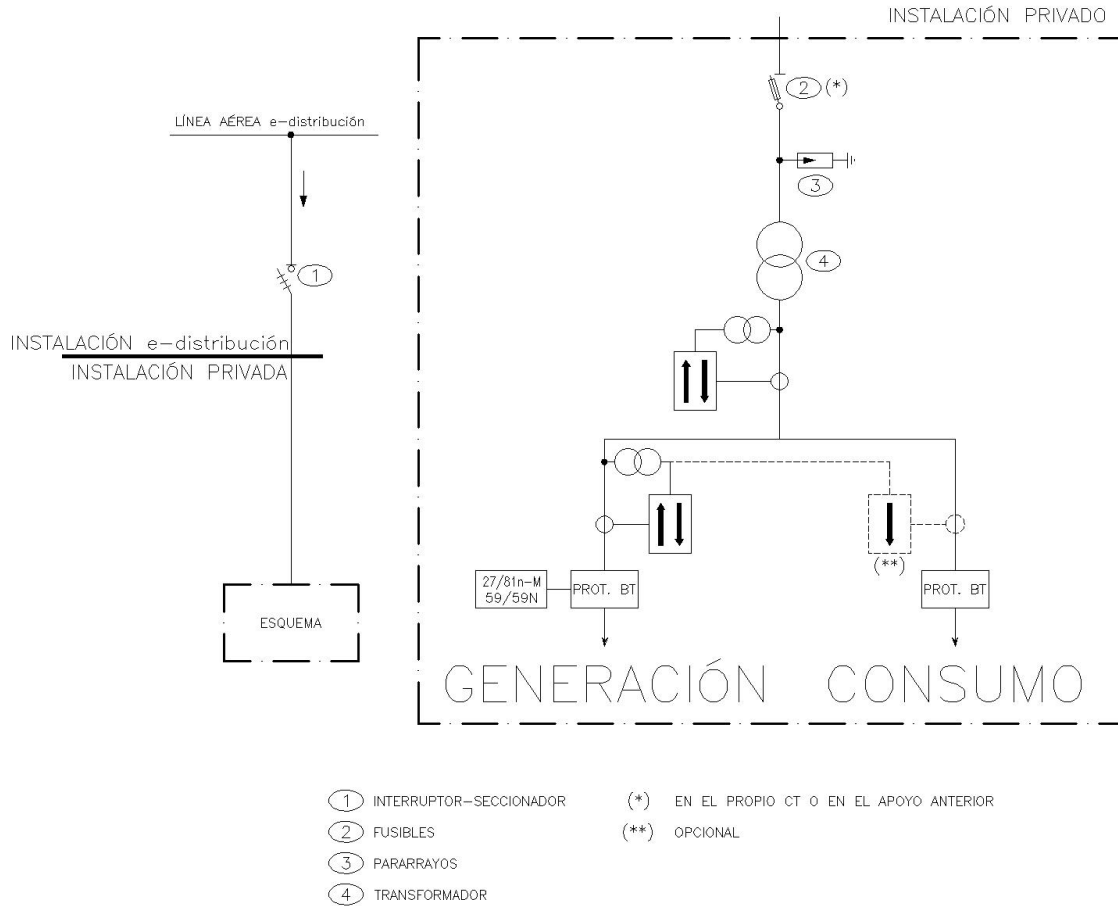 INSTALACIÓN PRIVADO
2 (*)
LÍNEA AÉREA e-distribución
3
1
4
INSTALACIÓN e-distribución
INSTALACIÓN PRIVADA
(**)
27/81n-M
59/59N
PROT. BT
PROT. BT
ESQUEMA
GENERACIÓN
CONSUMO
1 INTERRUPTOR-SECCIONADOR
(*) EN EL PROPIO CT O EN EL APOYO ANTERIOR
2 FUSIBLES
(**) OPCIONAL
3 PARARRAYOS
4 TRANSFORMADOR